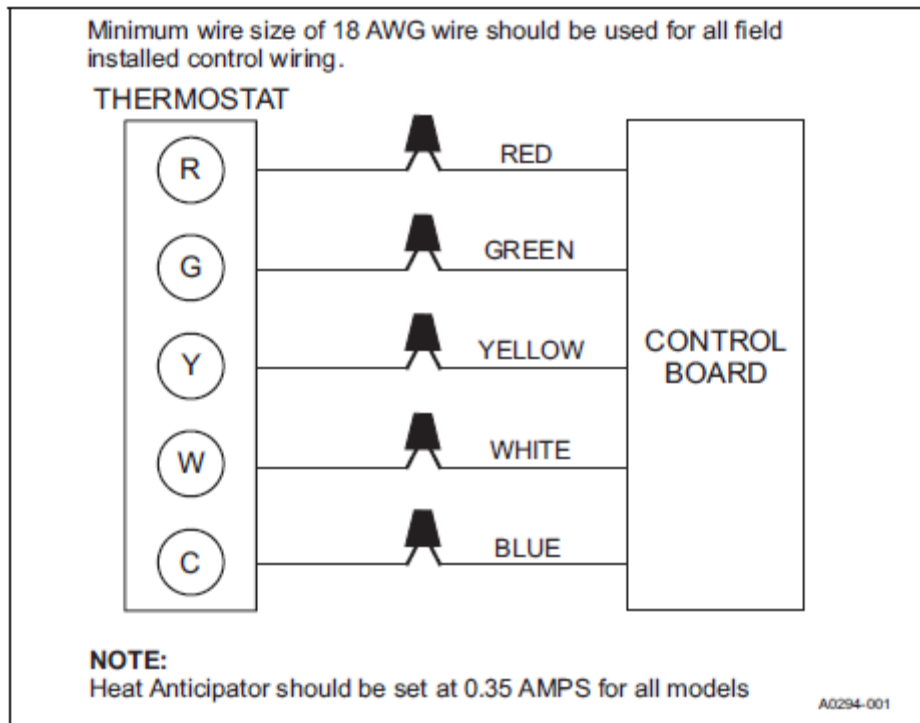 Minimum wire size of 18 AWG wire should be used for all field
installed control wiring.
THERMOSTAT
R
RED
G
GREEN
Y
YELLOW
CONTROL
BOARD
W
WHITE
C
BLUE
NOTE:
Heat Anticipator should be set at 0.35 AMPS for all models
A0294-001